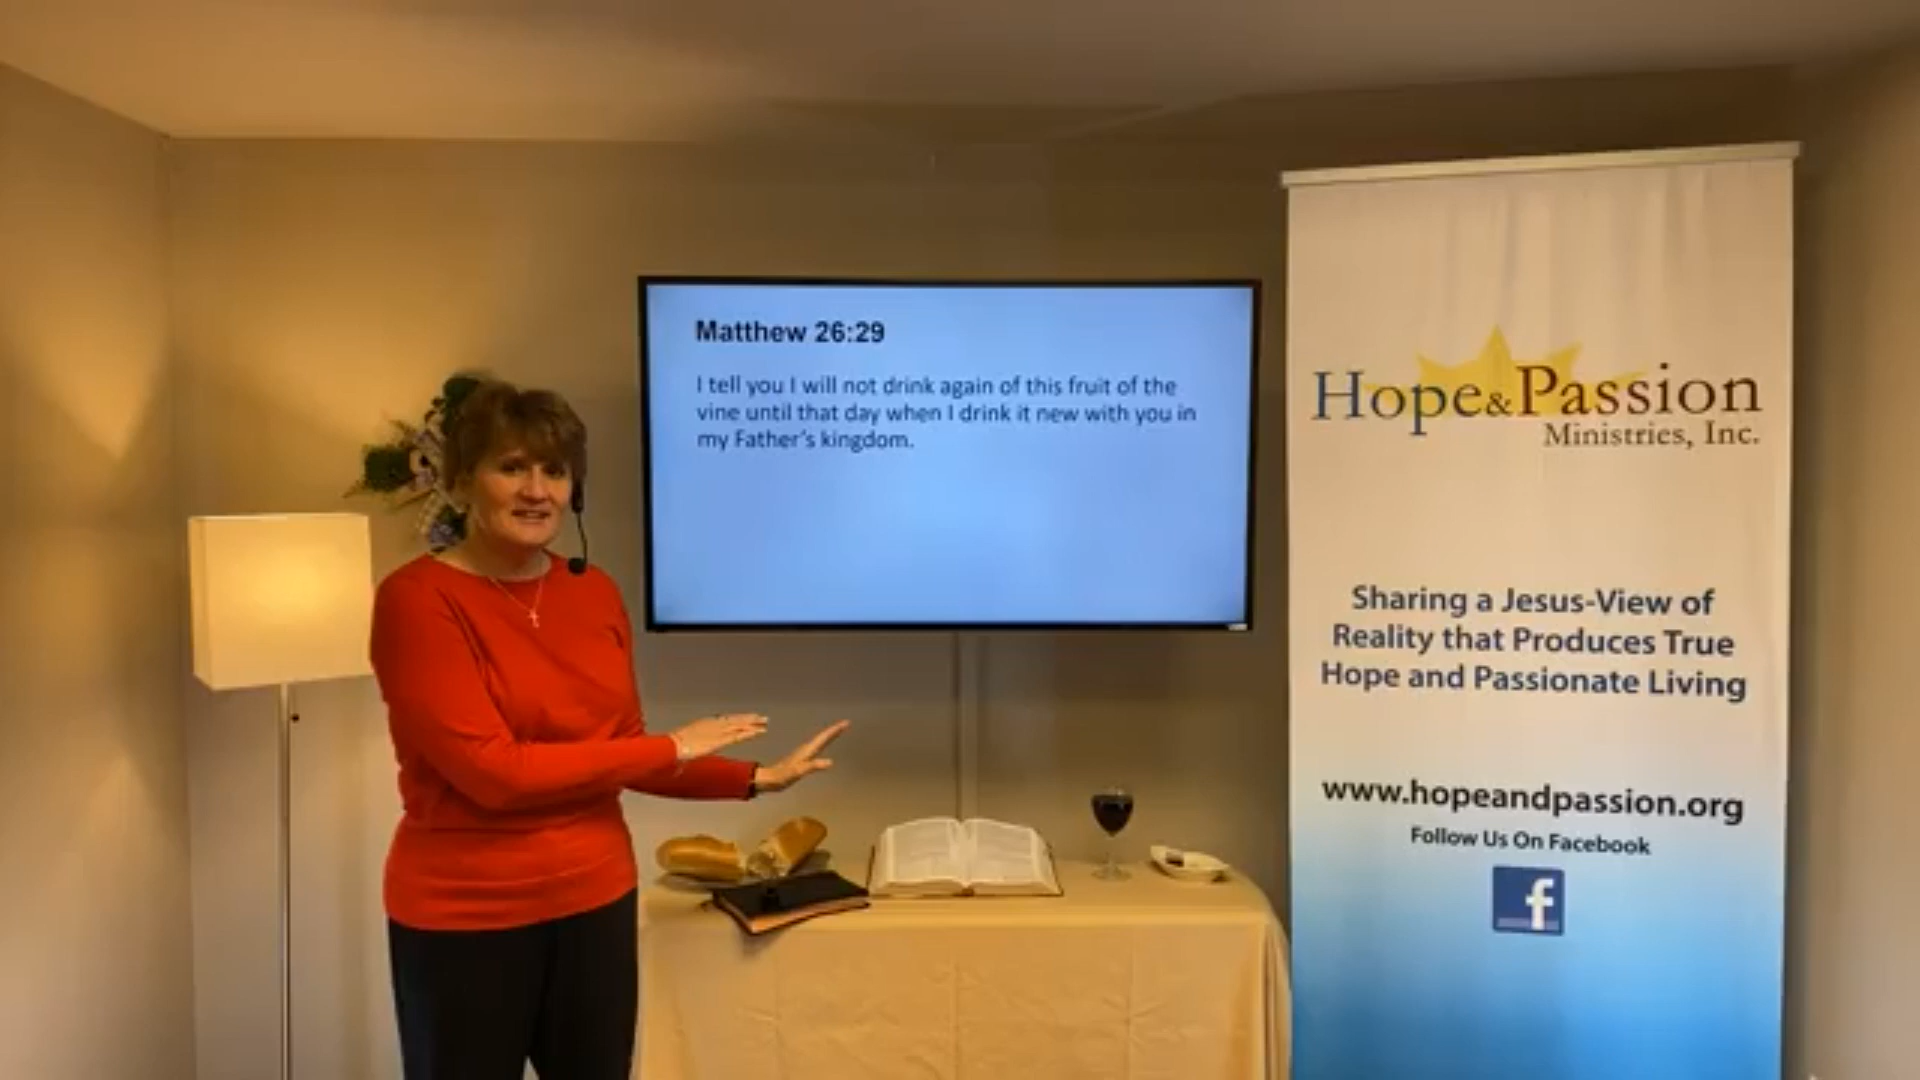 Matthew 26:29
I tell you I will not drink again of this fruit of the
vine until that day when I drink it new with you in
my Father's kingdom.
Hope&Passion
Ministries, Inc.
Sharing a Jesus-View of
Reality that Produces True
Hope and Passionate Living
www.hopeandpassion.org
Follow Us On Facebook
f